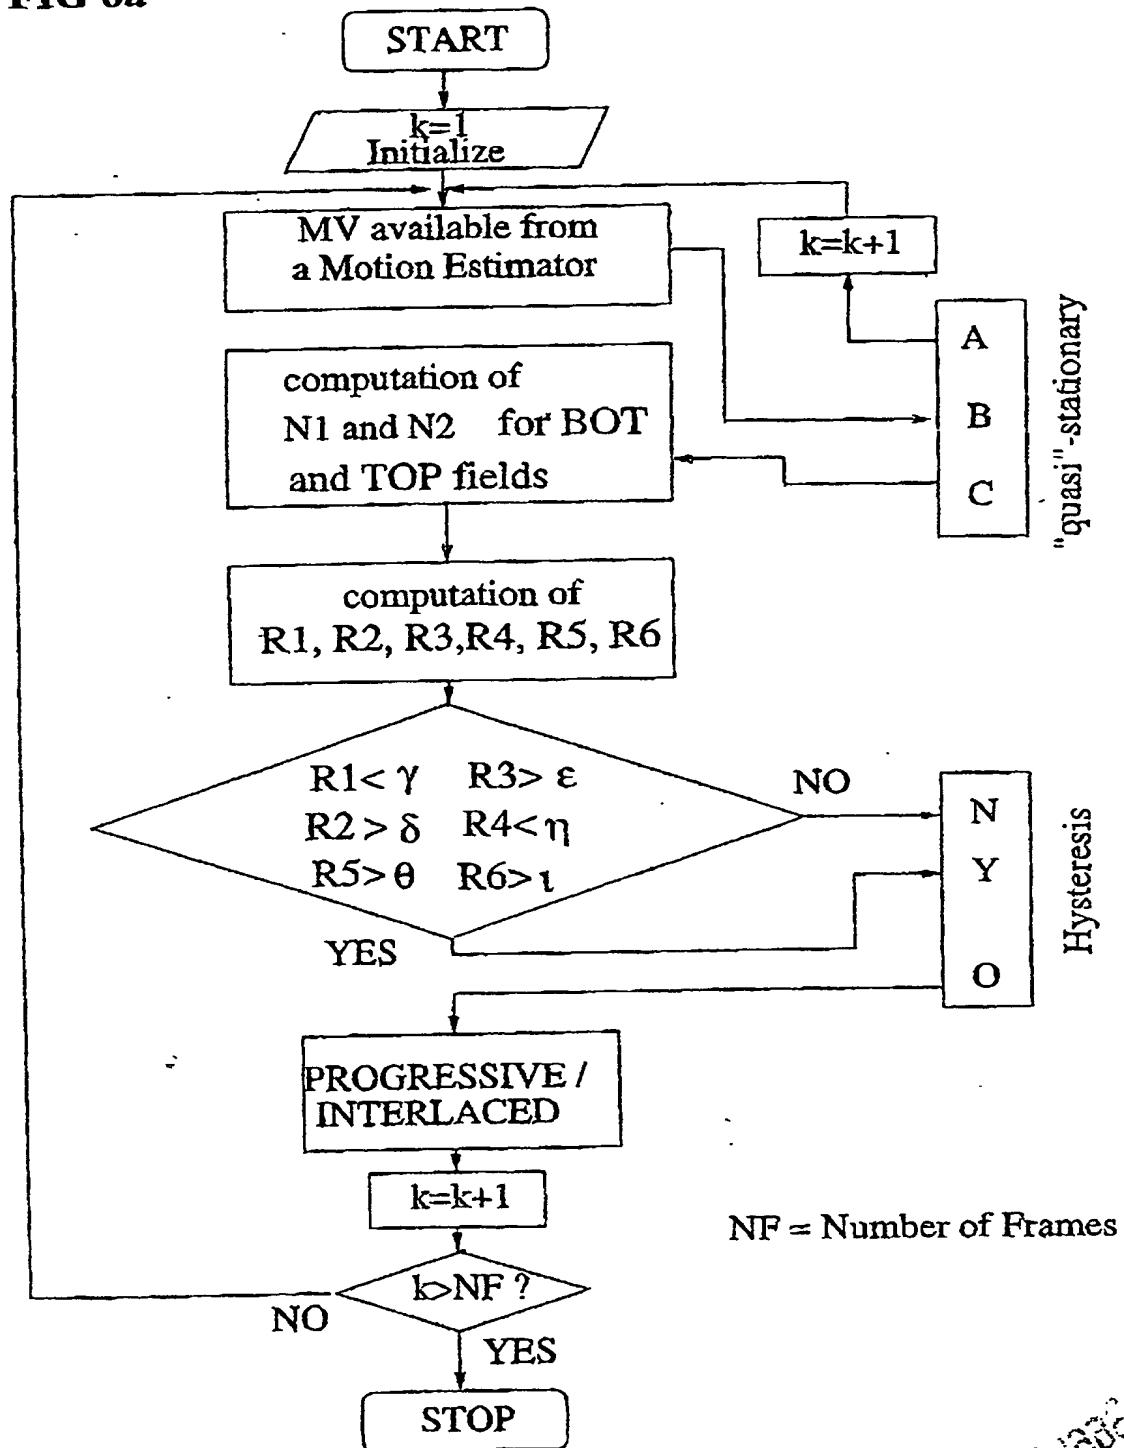 FIG 6a
START
k=1
Initialize
MV available from
a Motion Estimator
k=k+1
A
B
C
"quasi"-stationary
computation of
N1 and N2 for BOT
and TOP fields
computation of
R1, R2, R3,R4, R5, R6
R1< γ R3> ε
R2 > δ R4< η
R5> θ R6> ι
NO
YES
N
Y
O
Hysteresis
PROGRESSIVE /
INTERLACED
k=k+1
NF = Number of Frames
k>NF ?
NO
YES
STOP